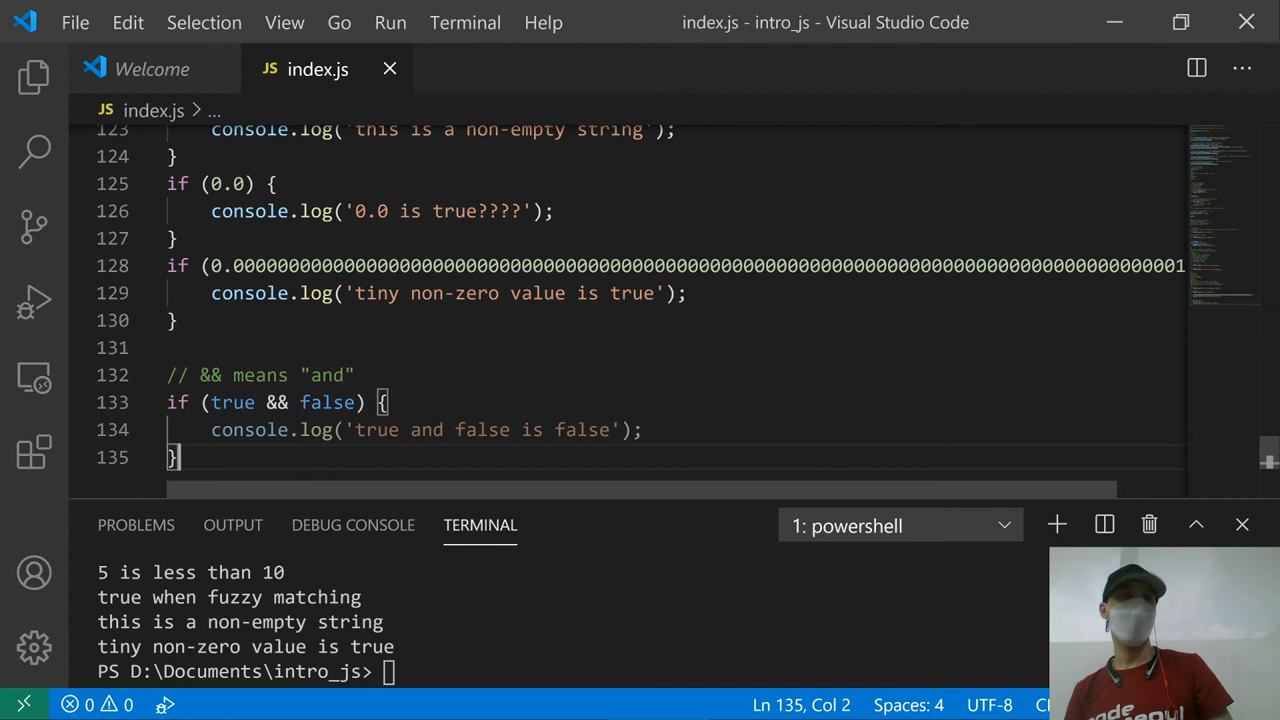 File Edit Selection View Go Run Terminal Help index.js - intro_js - Visual Studio Code
Welcome JS index.js
JS index.js > ...
123 console.log('this is a non-empty string');
124 }
125 if (0.0) {
126 console.log('0.0 is true????');
127 }
129 console.log('tiny non-zero value is true');
130 }
131
132 // && means "and"
133 if (true && false) {
134 console.log('true and false is false');
135 }
PROBLEMS OUTPUT DEBUG CONSOLE TERMINAL 1: powershell
5 is less than 10
true when fuzzy matching
this is a non-empty string
tiny non-zero value is true
PS D:\Documents\intro_js>
0 0 Ln 135, Col 2 Spaces: 4 UTF-8